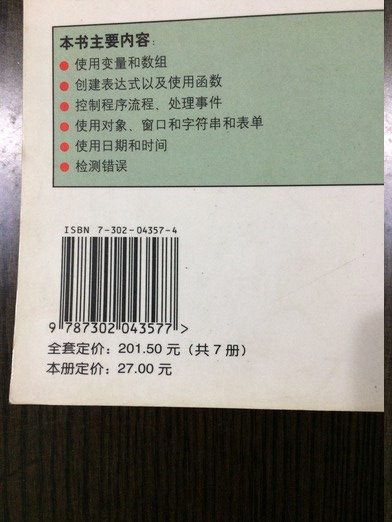 本书主要内容：
● 使用变量和数组
● 创建表达式以及使用函数
● 控制程序流程、处理事件
● 使用对象、窗口和字符串和表单
● 使用日期和时间
● 检测错误
ISBN 7-302-04357-4
9 787302 043577 >
全套定价：201.50 元（共 7 册）
本册定价：27.00 元